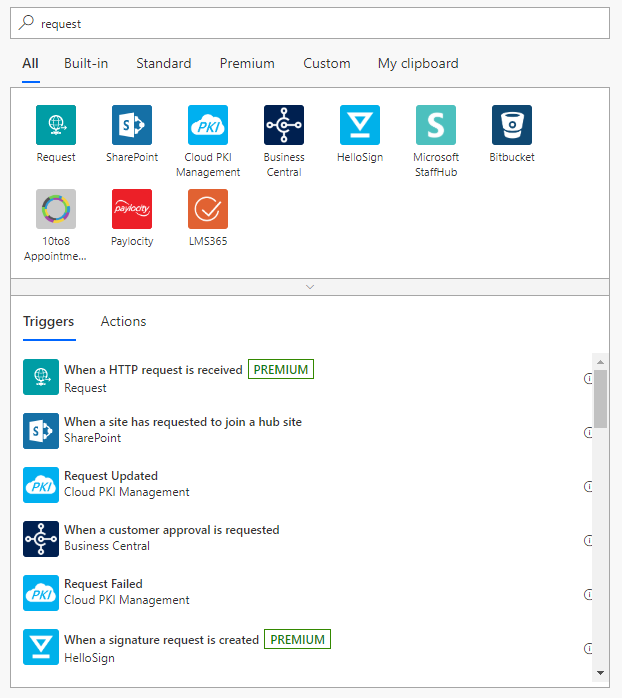 request
All Built-in Standard Premium Custom My clipboard
Request SharePoint Cloud PKI Management Business Central HelloSign Microsoft StaffHub Bitbucket
10to8 Appointme... Paylocity LMS365
Triggers Actions
When a HTTP request is received PREMIUM
Request
When a site has requested to join a hub site
SharePoint
Request Updated
Cloud PKI Management
When a customer approval is requested
Business Central
Request Failed
Cloud PKI Management
When a signature request is created PREMIUM
HelloSign